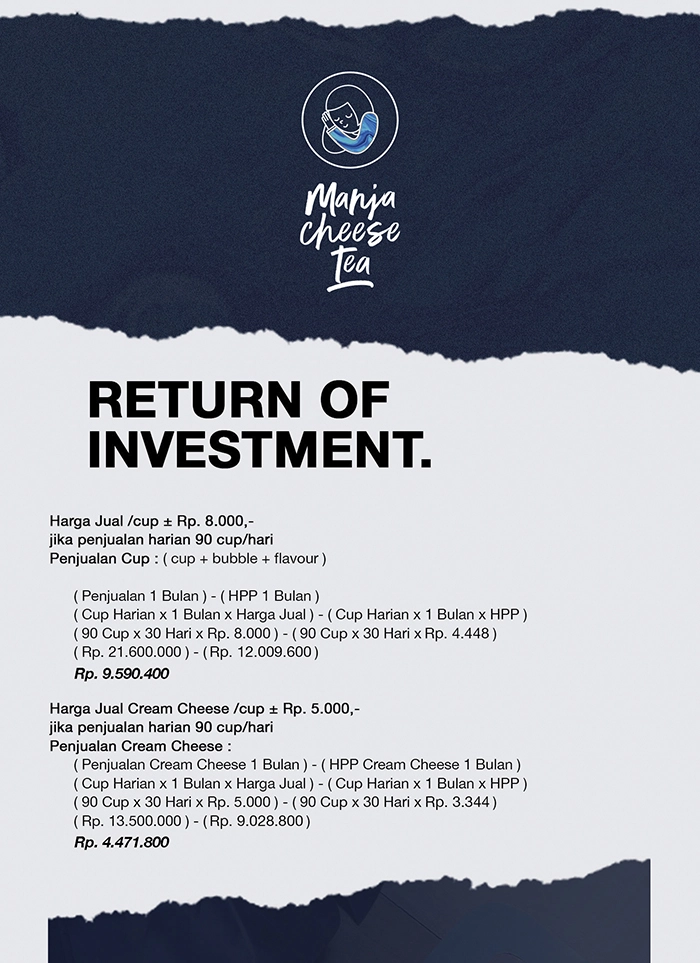 Manja
cheese
Tea
RETURN OF
INVESTMENT.
Harga Jual /cup ± Rp. 8.000,-
jika penjualan harian 90 cup/hari
Penjualan Cup : ( cup + bubble + flavour )
( Penjualan 1 Bulan ) - ( HPP 1 Bulan )
( Cup Harian x 1 Bulan x Harga Jual ) - ( Cup Harian x 1 Bulan x HPP )
( 90 Cup x 30 Hari x Rp. 8.000 ) - ( 90 Cup x 30 Hari x Rp. 4.448 )
( Rp. 21.600.000 ) - ( Rp. 12.009.600 )
Rp. 9.590.400
Harga Jual Cream Cheese /cup ± Rp. 5.000,-
jika penjualan harian 90 cup/hari
Penjualan Cream Cheese :
( Penjualan Cream Cheese 1 Bulan ) - ( HPP Cream Cheese 1 Bulan )
( Cup Harian x 1 Bulan x Harga Jual ) - ( Cup Harian x 1 Bulan x HPP )
( 90 Cup x 30 Hari x Rp. 5.000 ) - ( 90 Cup x 30 Hari x Rp. 3.344 )
( Rp. 13.500.000 ) - ( Rp. 9.028.800 )
Rp. 4.471.800